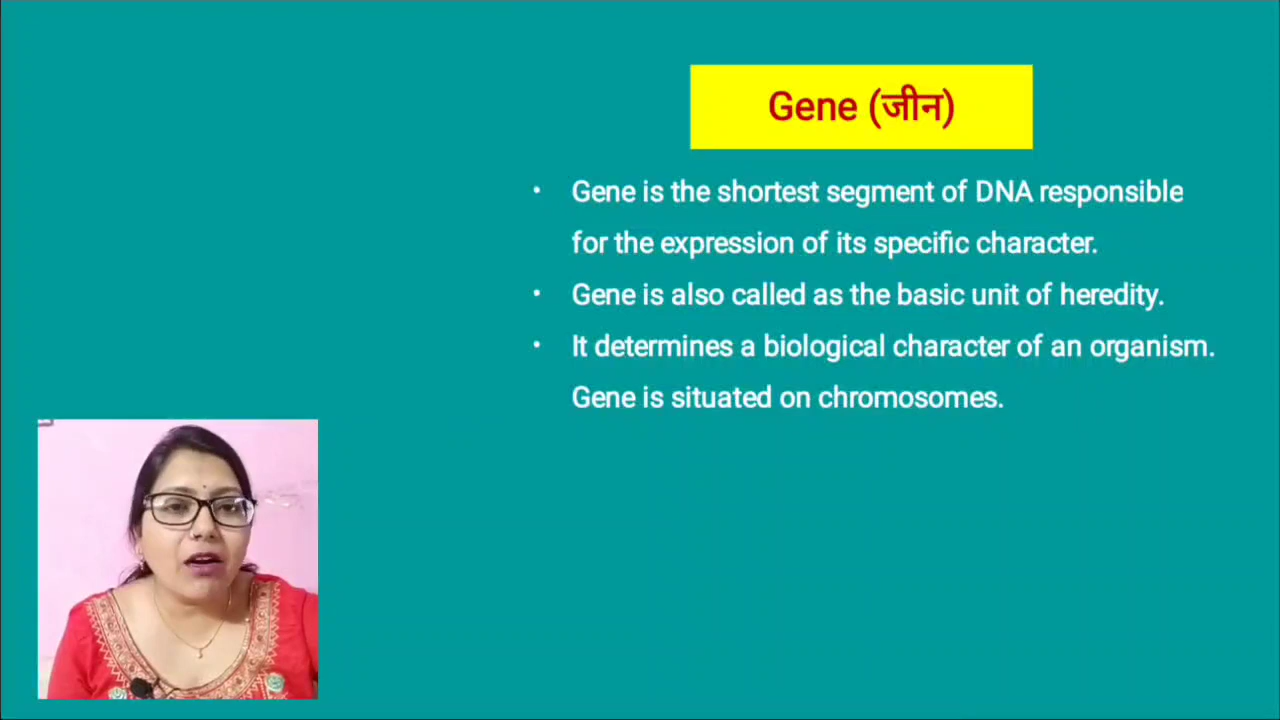 Gene (जीन)
• Gene is the shortest segment of DNA responsible
for the expression of its specific character.
• Gene is also called as the basic unit of heredity.
• It determines a biological character of an organism.
Gene is situated on chromosomes.